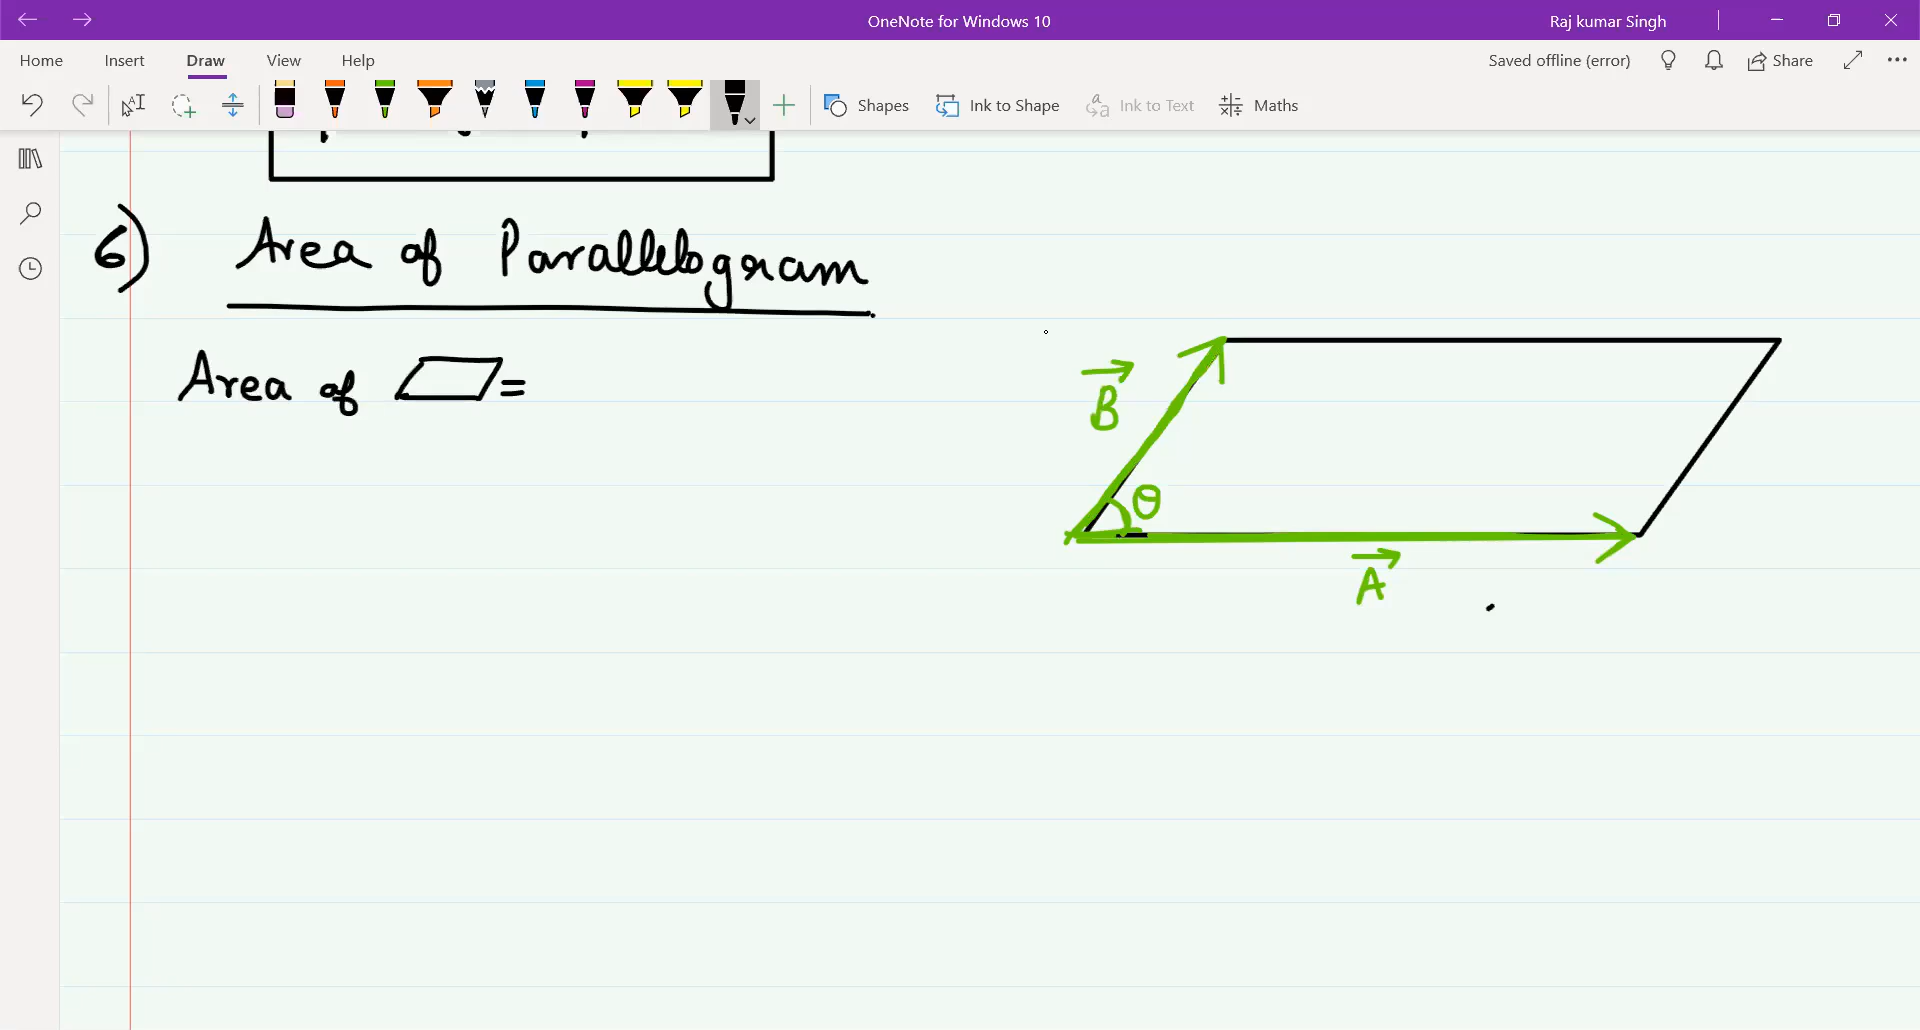 OneNote for Windows 10
Raj kumar Singh
Home Insert Draw View Help
Saved offline (error)
Share
Shapes
Ink to Shape
Ink to Text
Maths
6) Area of Parallelogram
Area of =
B
θ
A